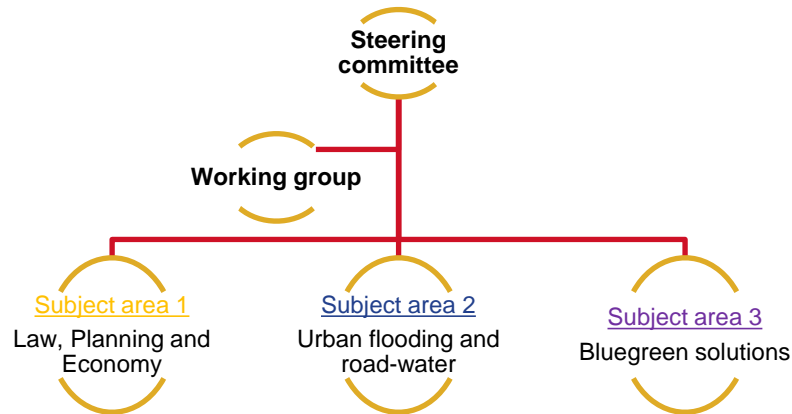 Steering
committee
Working group
Subject area 1
Law, Planning and
Economy
Subject area 2
Urban flooding and
road-water
Subject area 3
Bluegreen solutions